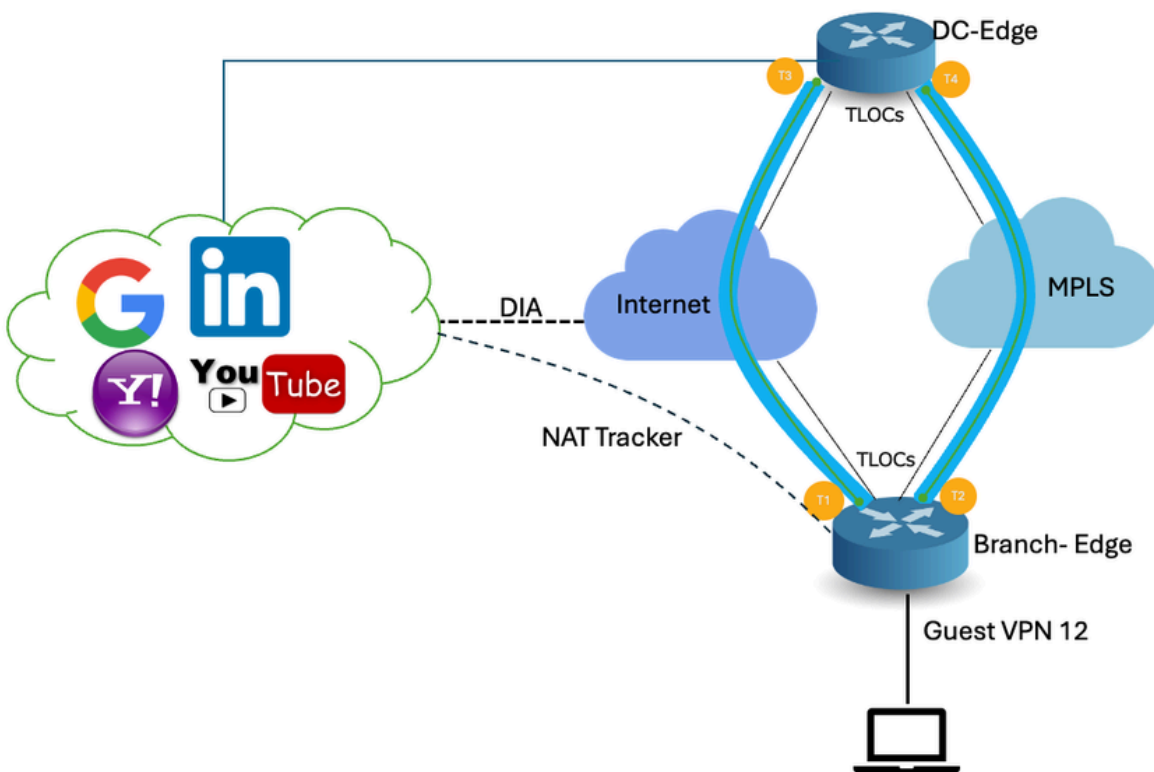 DC-Edge
T3
T4
TLOCs
G
in
Y!
You
Tube
DIA
Internet
MPLS
NAT Tracker
TLOCs
T1
T2
Branch- Edge
Guest VPN 12